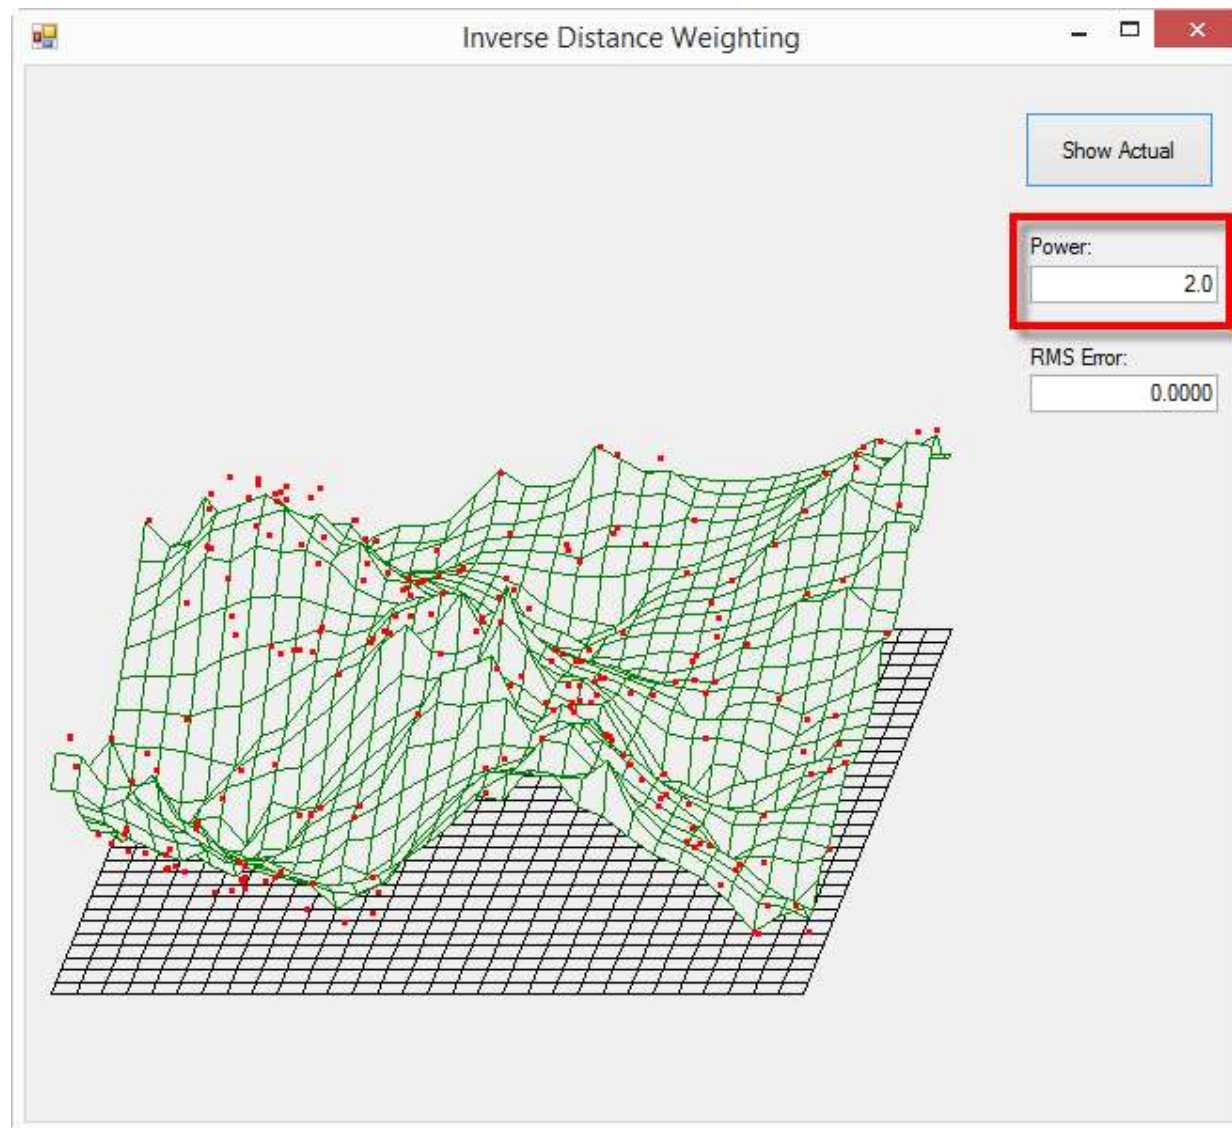 Inverse Distance Weighting
Show Actual
Power:
2.0
RMS Error:
0.0000